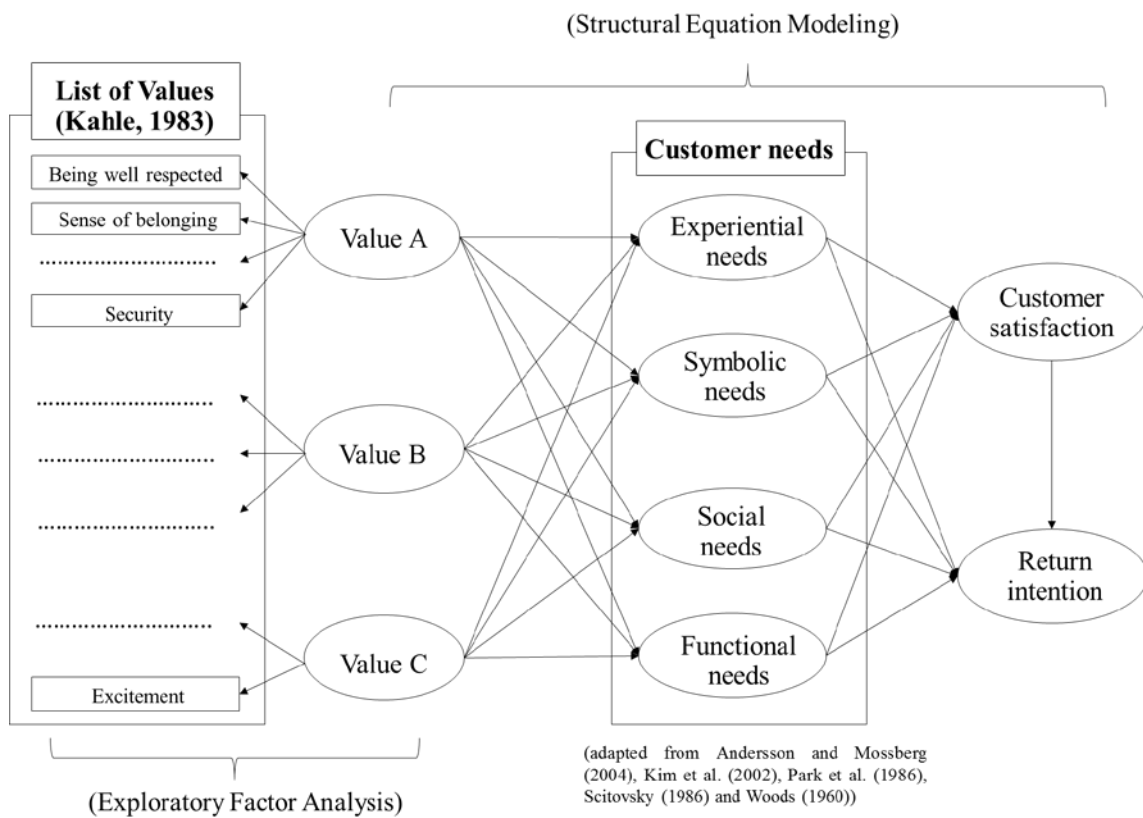 (Structural Equation Modeling)
List of Values
(Kahle, 1983)
Being well respected
Sense of belonging
..............................
Security
..............................
..............................
..............................
..............................
Excitement
Value A
Value B
Value C
Customer needs
Experiential
needs
Symbolic
needs
Social
needs
Functional
needs
Customer
satisfaction
Return
intention
(Exploratory Factor Analysis)
(adapted from Andersson and Mossberg
(2004), Kim et al. (2002), Park et al. (1986),
Scitovsky (1986) and Woods (1960))